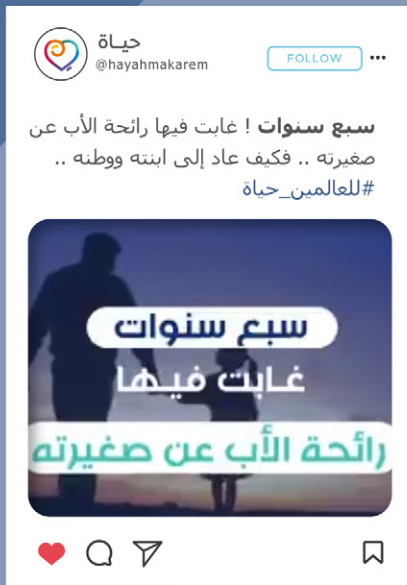 حياة
@hayahmakarem
FOLLOW
سبع سنوات ! غابت فيها رائحة الأب عن
صغيرته .. فكيف عاد إلى ابنته ووطنه ..
#للعالمين_حياة
سبع سنوات
غابت فيها
رائحة الأب عن صغيرته